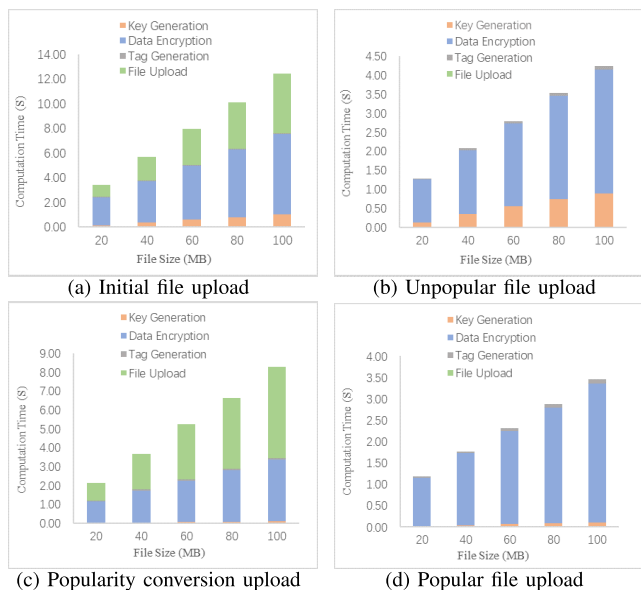 Key Generation
Data Encryption
Tag Generation
File Upload
14.00
12.00
10.00
8.00
6.00
4.00
2.00
0.00
Computation Time (S)
20 40 60 80 100
File Size (MB)
(a) Initial file upload
Key Generation
Data Encryption
Tag Generation
File Upload
4.50
4.00
3.50
3.00
2.50
2.00
1.50
1.00
0.50
0.00
Computation Time (S)
20 40 60 80 100
File Size (MB)
(b) Unpopular file upload
Key Generation
Data Encryption
Tag Generation
File Upload
9.00
8.00
7.00
6.00
5.00
4.00
3.00
2.00
1.00
0.00
Computation Time (S)
20 40 60 80 100
File Size (MB)
(c) Popularity conversion upload
Key Generation
Data Encryption
Tag Generation
File Upload
4.00
3.50
3.00
2.50
2.00
1.50
1.00
0.50
0.00
Computation Time (S)
20 40 60 80 100
File Size (MB)
(d) Popular file upload